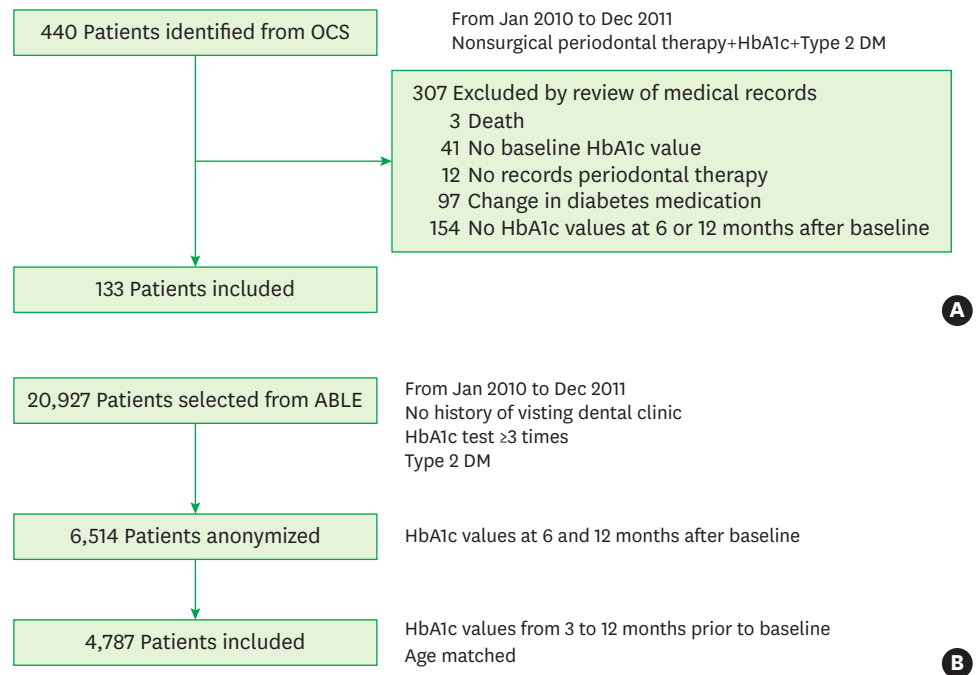 440 Patients identified from OCS
From Jan 2010 to Dec 2011
Nonsurgical periodontal therapy+HbA1c+Type 2 DM
307 Excluded by review of medical records
3 Death
41 No baseline HbA1c value
12 No records periodontal therapy
97 Change in diabetes medication
154 No HbA1c values at 6 or 12 months after baseline
133 Patients included
A
20,927 Patients selected from ABLE
From Jan 2010 to Dec 2011
No history of visting dental clinic
HbA1c test ≥3 times
Type 2 DM
6,514 Patients anonymized
HbA1c values at 6 and 12 months after baseline
4,787 Patients included
HbA1c values from 3 to 12 months prior to baseline
Age matched
B